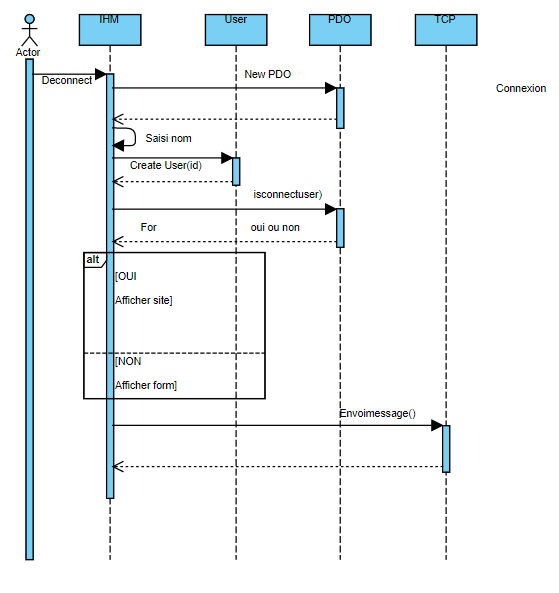 IHM
User
PDO
TCP
Actor
Deconnect
New PDO
Connexion
Saisi nom
Create User(id)
isconnectuser)
For
oui ou non
alt
[OUI
Afficher site]
[NON
Afficher form]
Envoimessage()